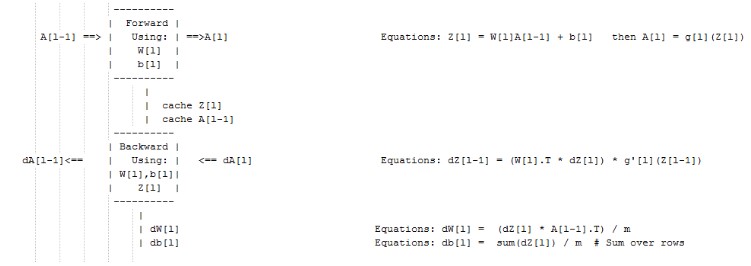 Forward
A[l-1] ==> Using: ==>A[l] Equations: Z[l] = W[l]A[l-1] + b[l] then A[l] = g[l](Z[l])
W[l]
b[l]
cache Z[l]
cache A[l-1]
Backward
dA[l-1]<== Using: <== dA[l] Equations: dZ[l-1] = (W[l].T * dZ[l]) * g'[l](Z[l-1])
W[l],b[l]
Z[l]
dW[l] Equations: dW[l] = (dZ[l] * A[l-1].T) / m
db[l] Equations: db[l] = sum(dZ[l]) / m # Sum over rows